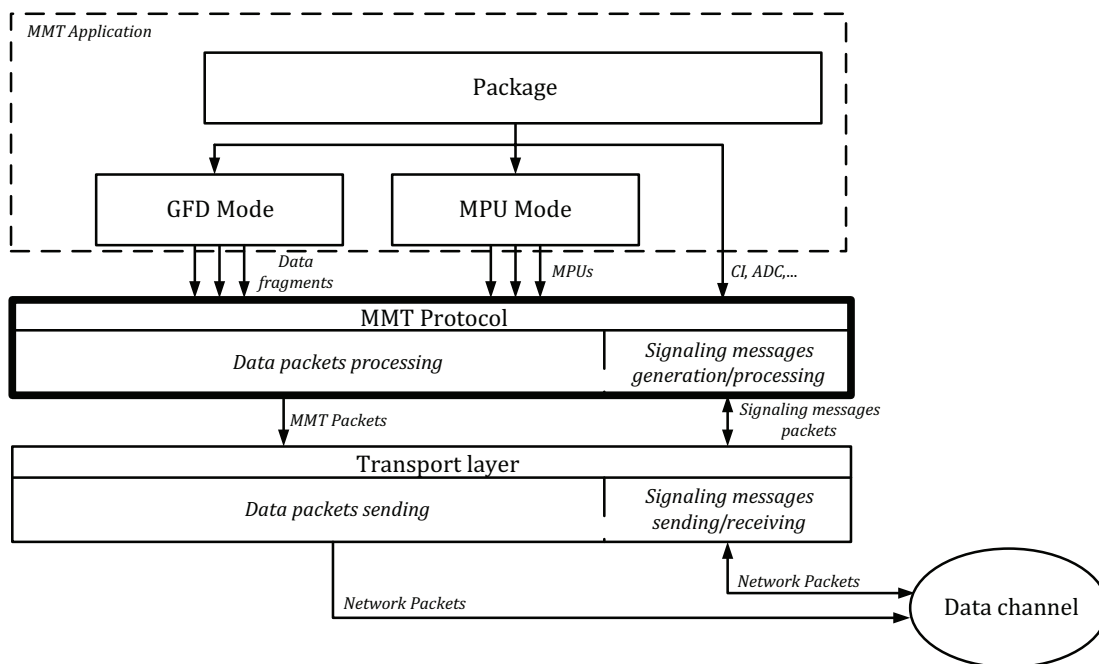 MMT Application
Package
GFD Mode
MPU Mode
Data
fragments
MPUs
CI, ADC,...
MMT Protocol
Data packets processing
Signaling messages
generation/processing
MMT Packets
Signaling messages
packets
Transport layer
Data packets sending
Signaling messages
sending/receiving
Network Packets
Network Packets
Data channel